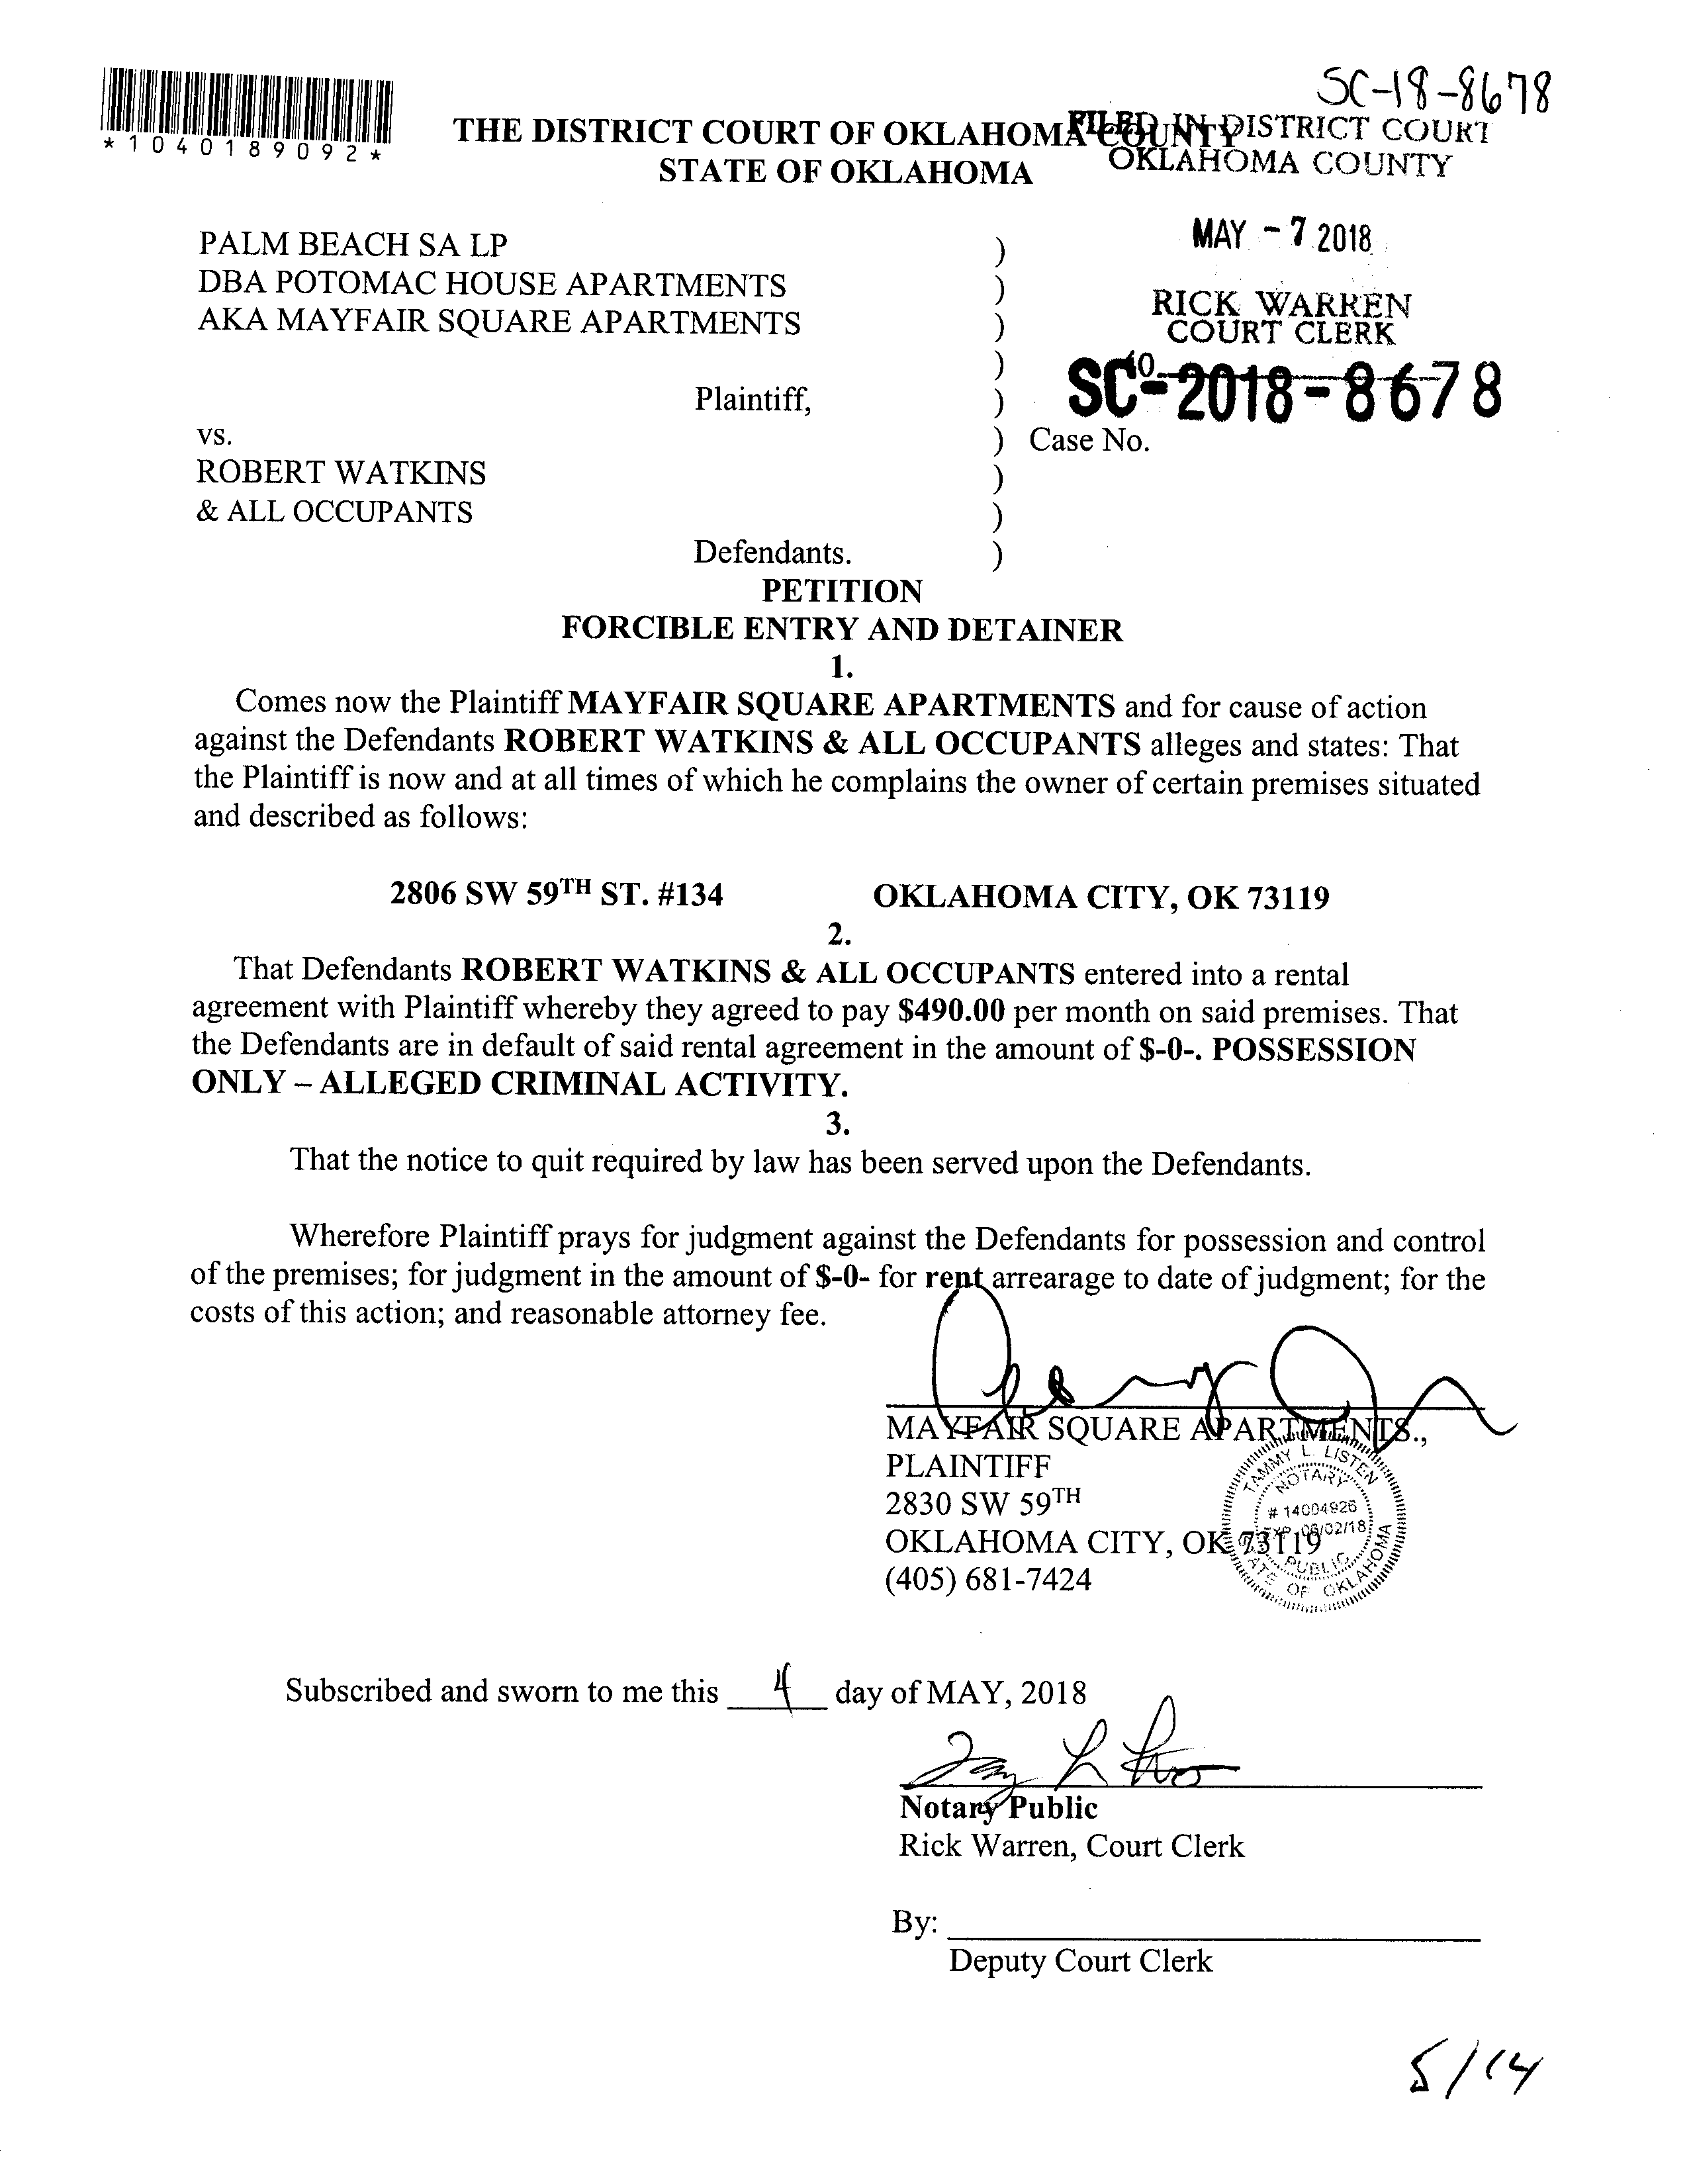 SC-18-8678
*1040189092*
THE DISTRICT COURT OF OKLAHOMA COUNTY
STATE OF OKLAHOMA
FILED IN DISTRICT COURT
OKLAHOMA COUNTY
MAY - 7 2018
RICK WARREN
COURT CLERK
40
SC-2018-8678
PALM BEACH SA LP )
DBA POTOMAC HOUSE APARTMENTS )
AKA MAYFAIR SQUARE APARTMENTS )
)
Plaintiff, )
vs. ) Case No.
ROBERT WATKINS )
& ALL OCCUPANTS )
Defendants. )
PETITION
FORCIBLE ENTRY AND DETAINER
1.
Comes now the Plaintiff MAYFAIR SQUARE APARTMENTS and for cause of action
against the Defendants ROBERT WATKINS & ALL OCCUPANTS alleges and states: That
the Plaintiff is now and at all times of which he complains the owner of certain premises situated
and described as follows:
2806 SW 59TH ST. #134 OKLAHOMA CITY, OK 73119
2.
That Defendants ROBERT WATKINS & ALL OCCUPANTS entered into a rental
agreement with Plaintiff whereby they agreed to pay $490.00 per month on said premises. That
the Defendants are in default of said rental agreement in the amount of $-0-. POSSESSION
ONLY – ALLEGED CRIMINAL ACTIVITY.
3.
That the notice to quit required by law has been served upon the Defendants.
Wherefore Plaintiff prays for judgment against the Defendants for possession and control
of the premises; for judgment in the amount of $-0- for rent arrearage to date of judgment; for the
costs of this action; and reasonable attorney fee.
MAYFAIR SQUARE APARTMENTS.,
PLAINTIFF
2830 SW 59TH
OKLAHOMA CITY, OK 73119
(405) 681-7424
TAMMY L. LISTEN
NOTARY
# 14004926
EXP. 06/02/18
PUBLIC
STATE OF OKLAHOMA
Subscribed and sworn to me this 4 day of MAY, 2018
Notary Public
Rick Warren, Court Clerk
By:
Deputy Court Clerk
5/14